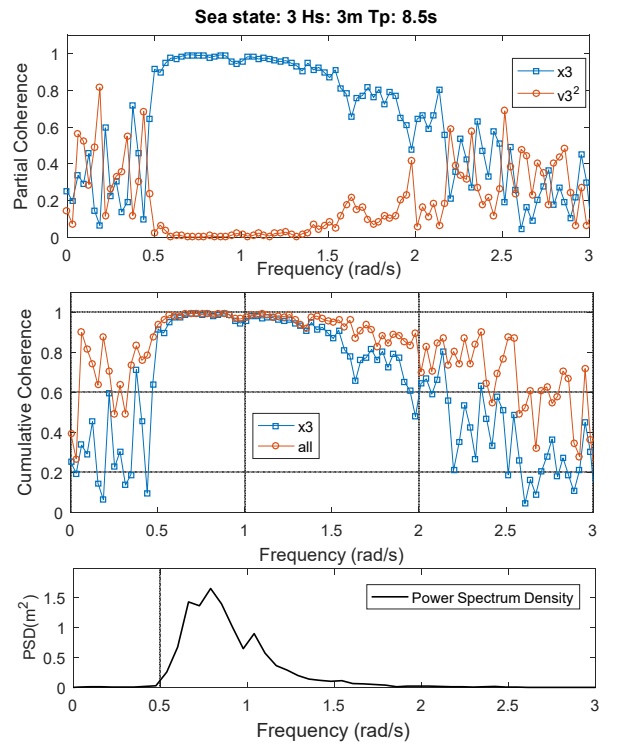 Sea state: 3 Hs: 3m Tp: 8.5s
Partial Coherence
1
0.8
0.6
0.4
0.2
0
x3
v3²
0 0.5 1 1.5 2 2.5 3
Frequency (rad/s)
Cumulative Coherence
1
0.8
0.6
0.4
0.2
0
x3
all
0 0.5 1 1.5 2 2.5 3
Frequency (rad/s)
PSD(m²)
1.5
1
0.5
0
Power Spectrum Density
0 0.5 1 1.5 2 2.5 3
Frequency (rad/s)